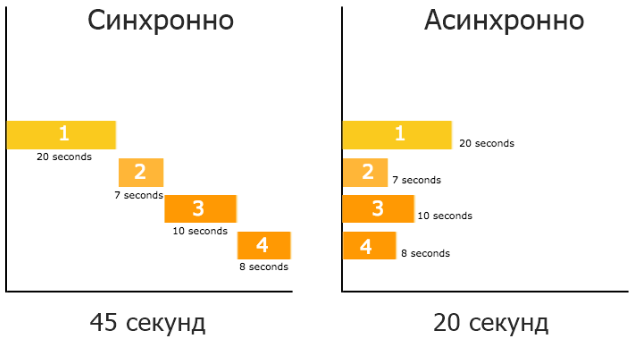 Синхронно
1
20 seconds
2
7 seconds
3
10 seconds
4
8 seconds
45 секунд
Асинхронно
1
20 seconds
2
7 seconds
3
10 seconds
4
8 seconds
20 секунд